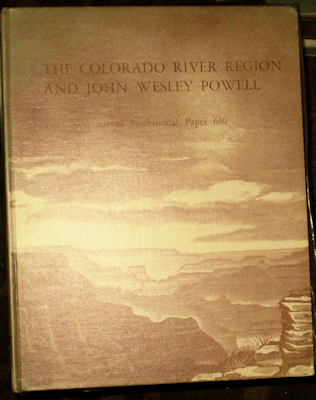 THE COLORADO RIVER REGION
AND JOHN WESLEY POWELL
Survey Professional Paper 669